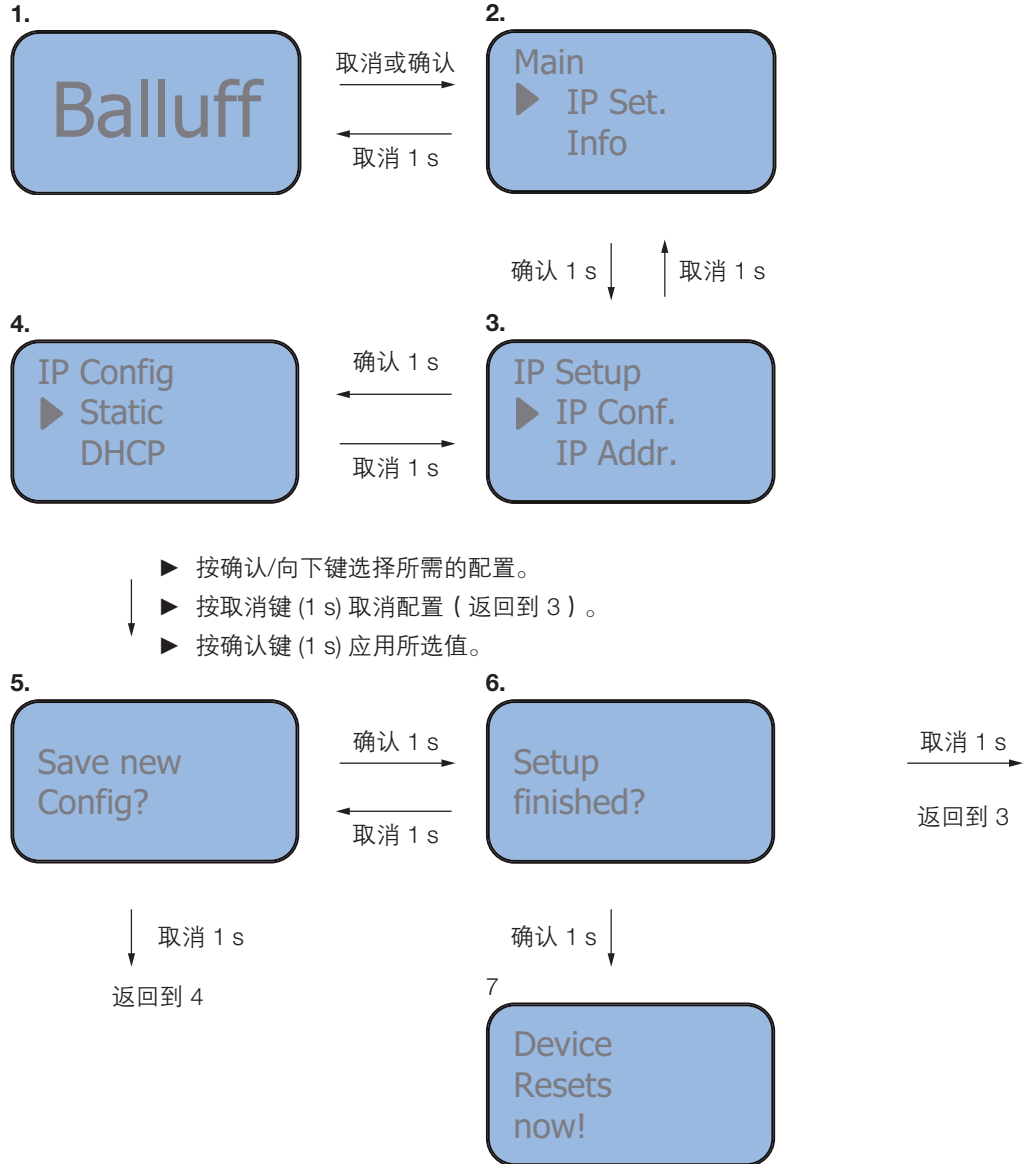 1.
Balluff
取消或确认
取消 1 s
2.
Main
▶ IP Set.
Info
确认 1 s
取消 1 s
4.
IP Config
▶ Static
DHCP
确认 1 s
取消 1 s
3.
IP Setup
▶ IP Conf.
IP Addr.
▶ 按确认/向下键选择所需的配置。
▶ 按取消键 (1 s) 取消配置（返回到 3）。
▶ 按确认键 (1 s) 应用所选值。
5.
Save new
Config?
确认 1 s
取消 1 s
6.
Setup
finished?
取消 1 s
返回到 3
取消 1 s
返回到 4
确认 1 s
7
Device
Resets
now!